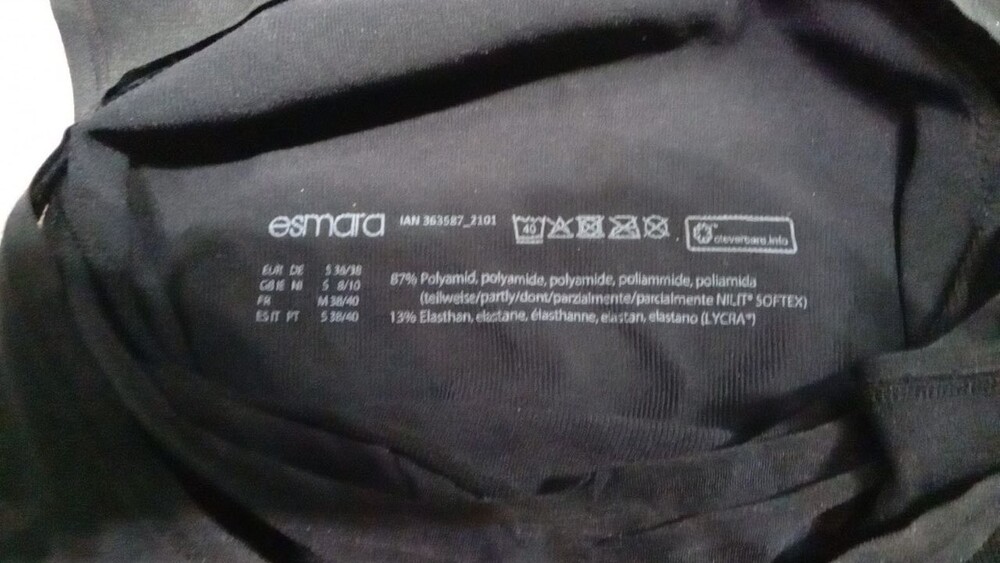 esmara IAN 363587_2101
40
cleverbara.info
EUR DE S 36/38
GB IE NI S 8/10
FR M 38/40
ES IT PT S 38/40
87% Polyamid, polyamide, polyamide, poliammide, poliamida
(teilweise/partly/dont/parzialmente/parcialmente NILIT® SOFTEX)
13% Elasthan, elastane, élasthanne, elastan, elastano (LYCRA®)